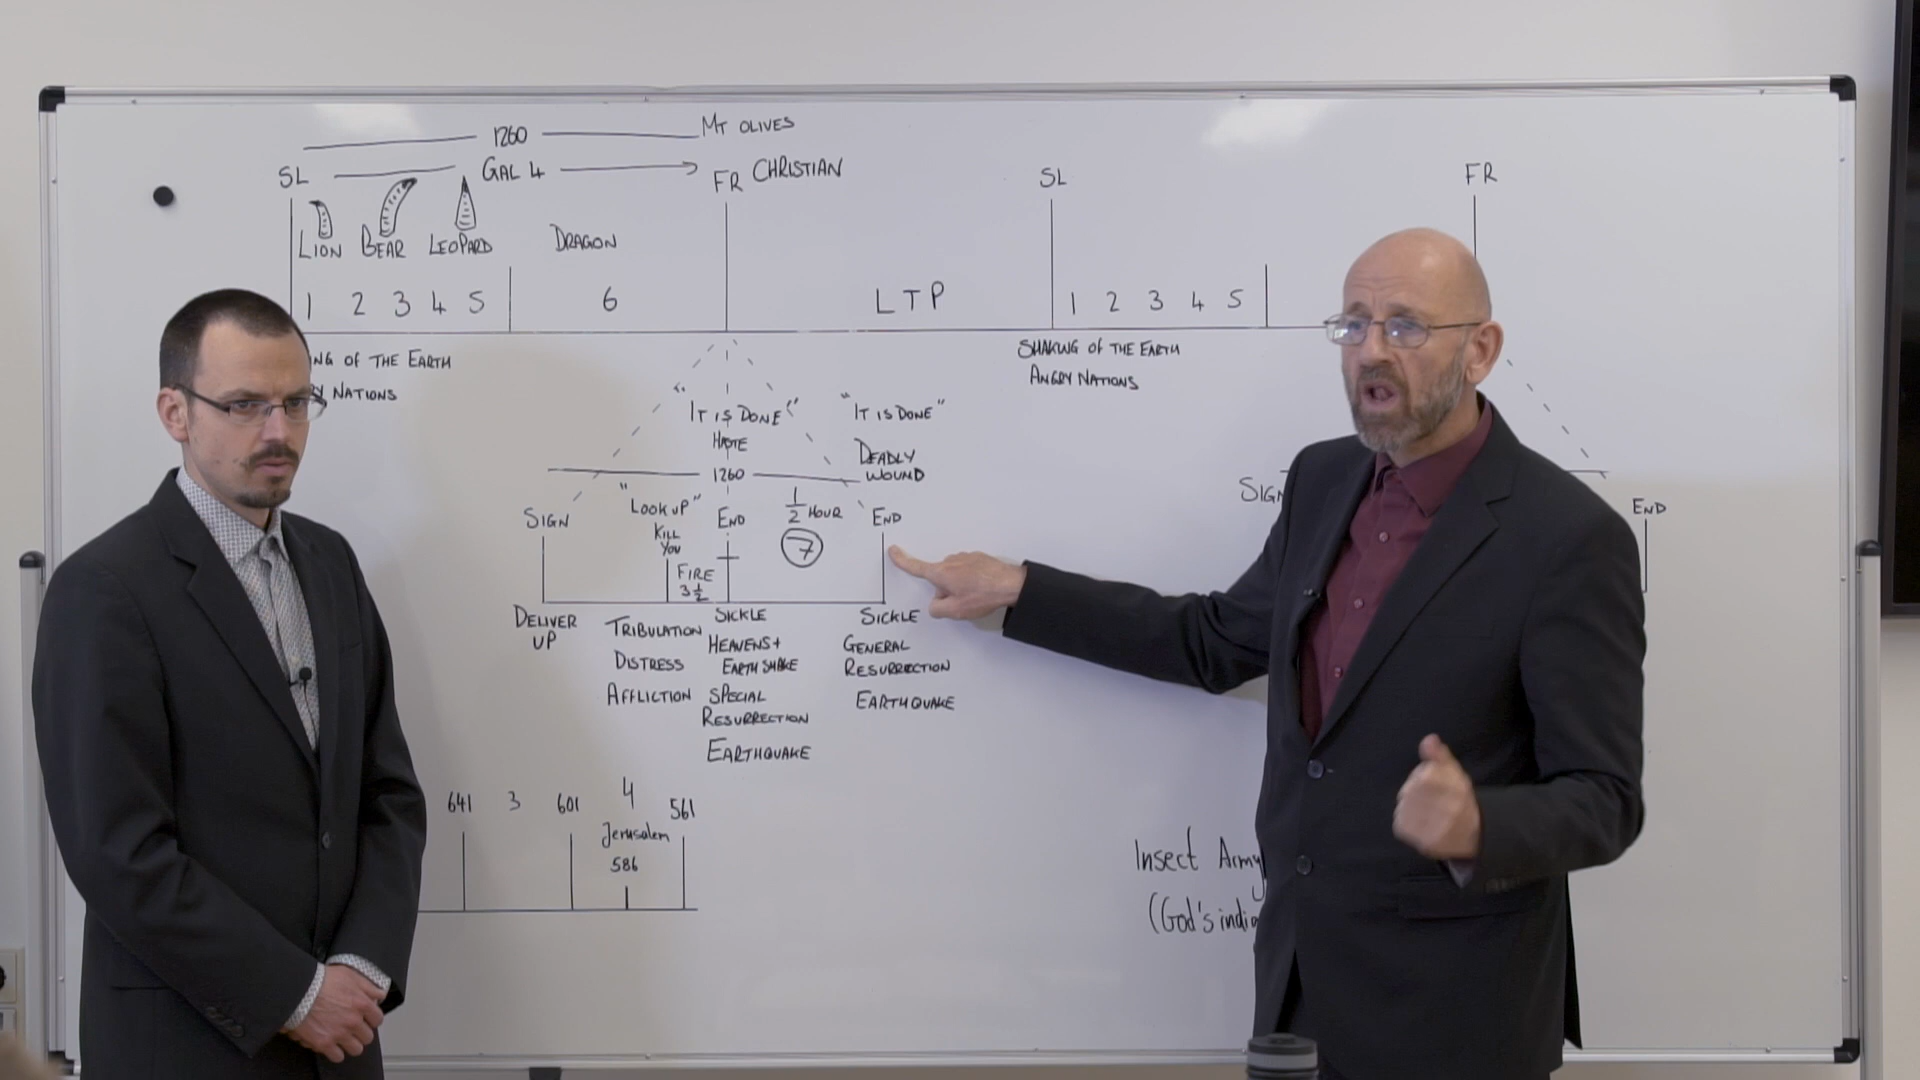 1260 MT OLIVES
SL GAL 4 FR CHRISTIAN
LION BEAR LEOPARD DRAGON
1 2 3 4 5 6 LTP
SL FR
1 2 3 4 5
NG OF THE EARTH
NATIONS
SHAKING OF THE EARTH
ANGRY NATIONS
"IT IS DONE"
HASTE
"IT IS DONE"
DEADLY
WOUND
1260
SIGN
"LOOK UP"
KILL
YOU
FIRE
3 1/2
END
1/2 HOUR
7
END
SIGN
END
DELIVER
UP
TRIBULATION
DISTRESS
AFFLICTION
SICKLE
HEAVENS +
EARTH SHAKE
SPECIAL
RESURRECTION
EARTHQUAKE
SICKLE
GENERAL
RESURRECTION
EARTHQUAKE
641 3 601 4 561
Jerusalem
586
Insect Army
(God's